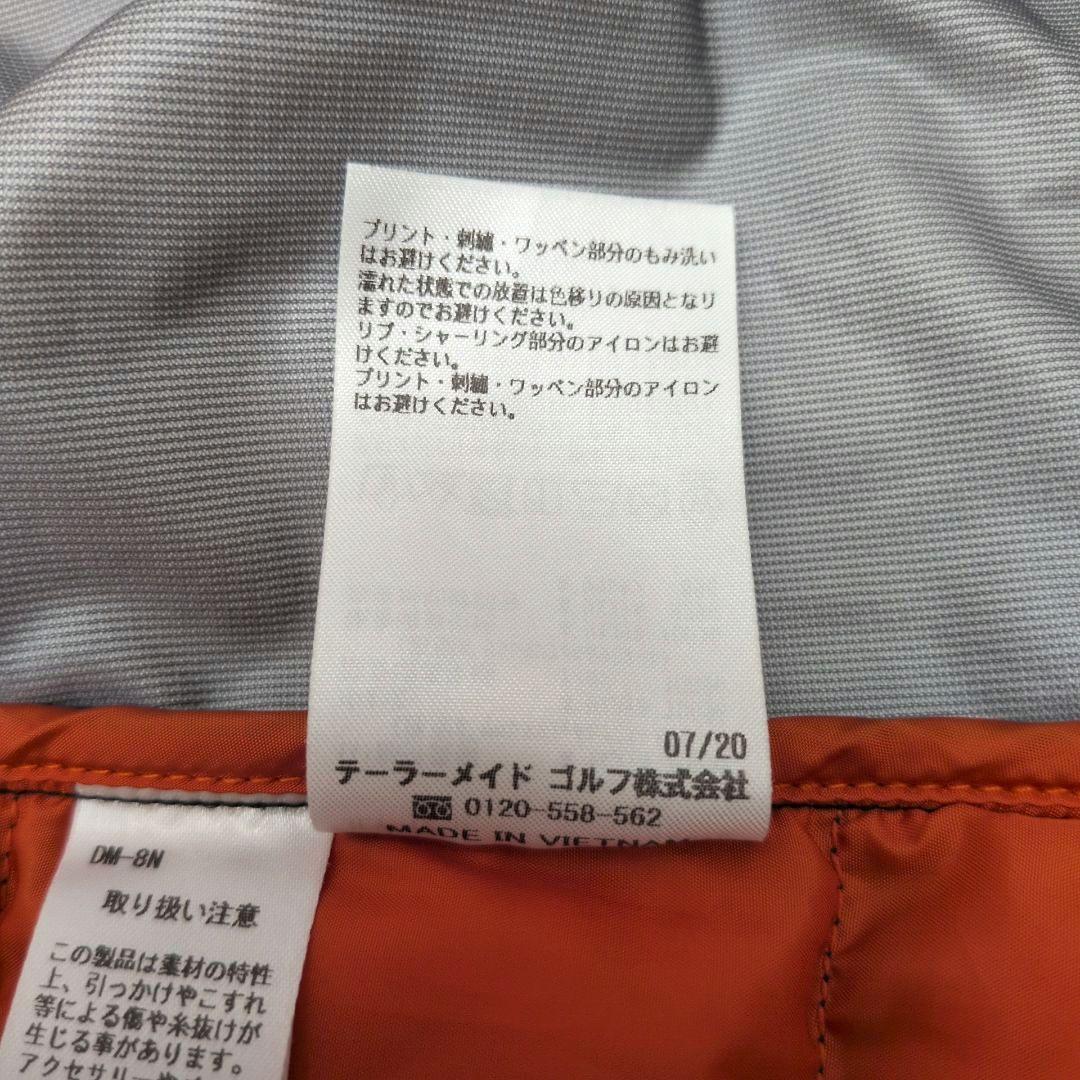 プリント・刺繍・ワッペン部分のもみ洗い
はお避けください。
濡れた状態での放置は色移りの原因となり
ますのでお避けください。
リブ・シャーリング部分のアイロンはお避
けください。
プリント・刺繍・ワッペン部分のアイロン
はお避けください。
07/20
テーラーメイド ゴルフ株式会社
0120-558-562
MADE IN VIETNAM
DM-8N
取り扱い注意
この製品は素材の特性
上、引っかけやこすれ
等による傷や糸抜けが
生じる事があります。
アクセサリーや